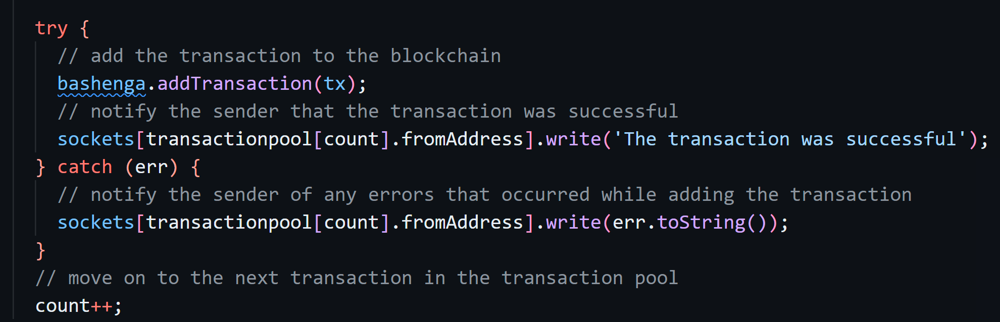 try {
// add the transaction to the blockchain
bashenga.addTransaction(tx);
// notify the sender that the transaction was successful
sockets[transactionpool[count].fromAddress].write('The transaction was successful');
} catch (err) {
// notify the sender of any errors that occurred while adding the transaction
sockets[transactionpool[count].fromAddress].write(err.toString());
}
// move on to the next transaction in the transaction pool
count++;